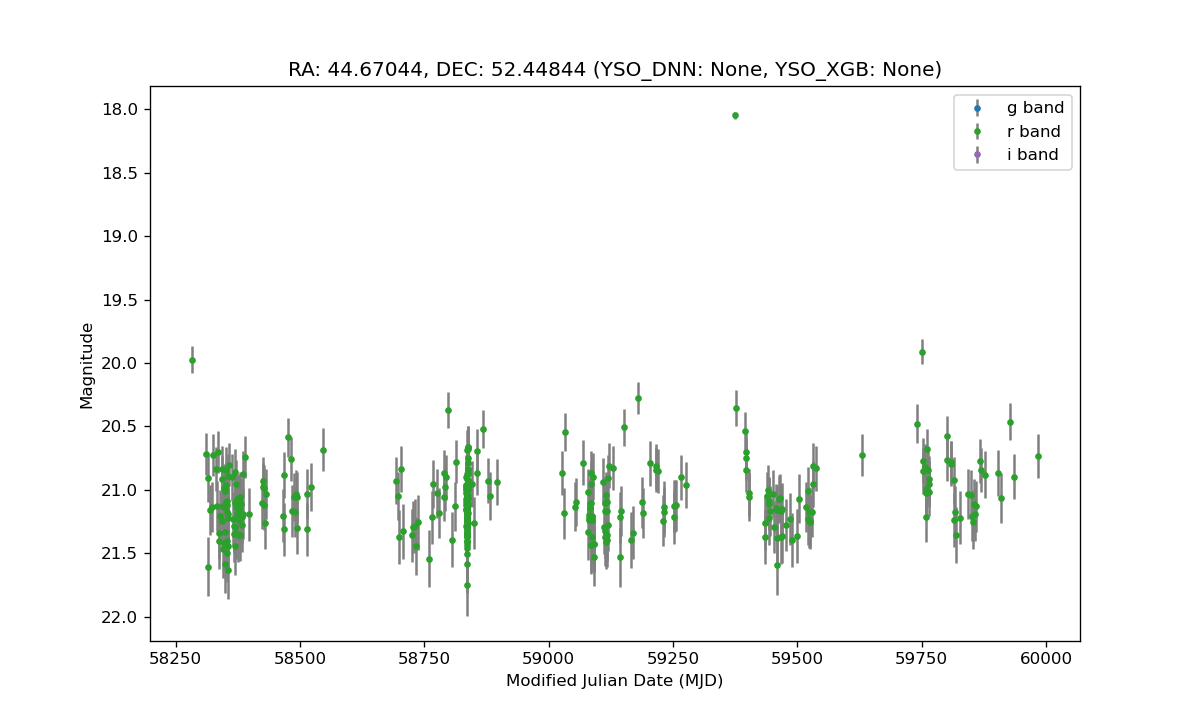 RA: 44.67044, DEC: 52.44844 (YSO_DNN: None, YSO_XGB: None)
g band
r band
i band
18.0
18.5
19.0
19.5
20.0
20.5
21.0
21.5
22.0
Magnitude
58250 58500 58750 59000 59250 59500 59750 60000
Modified Julian Date (MJD)